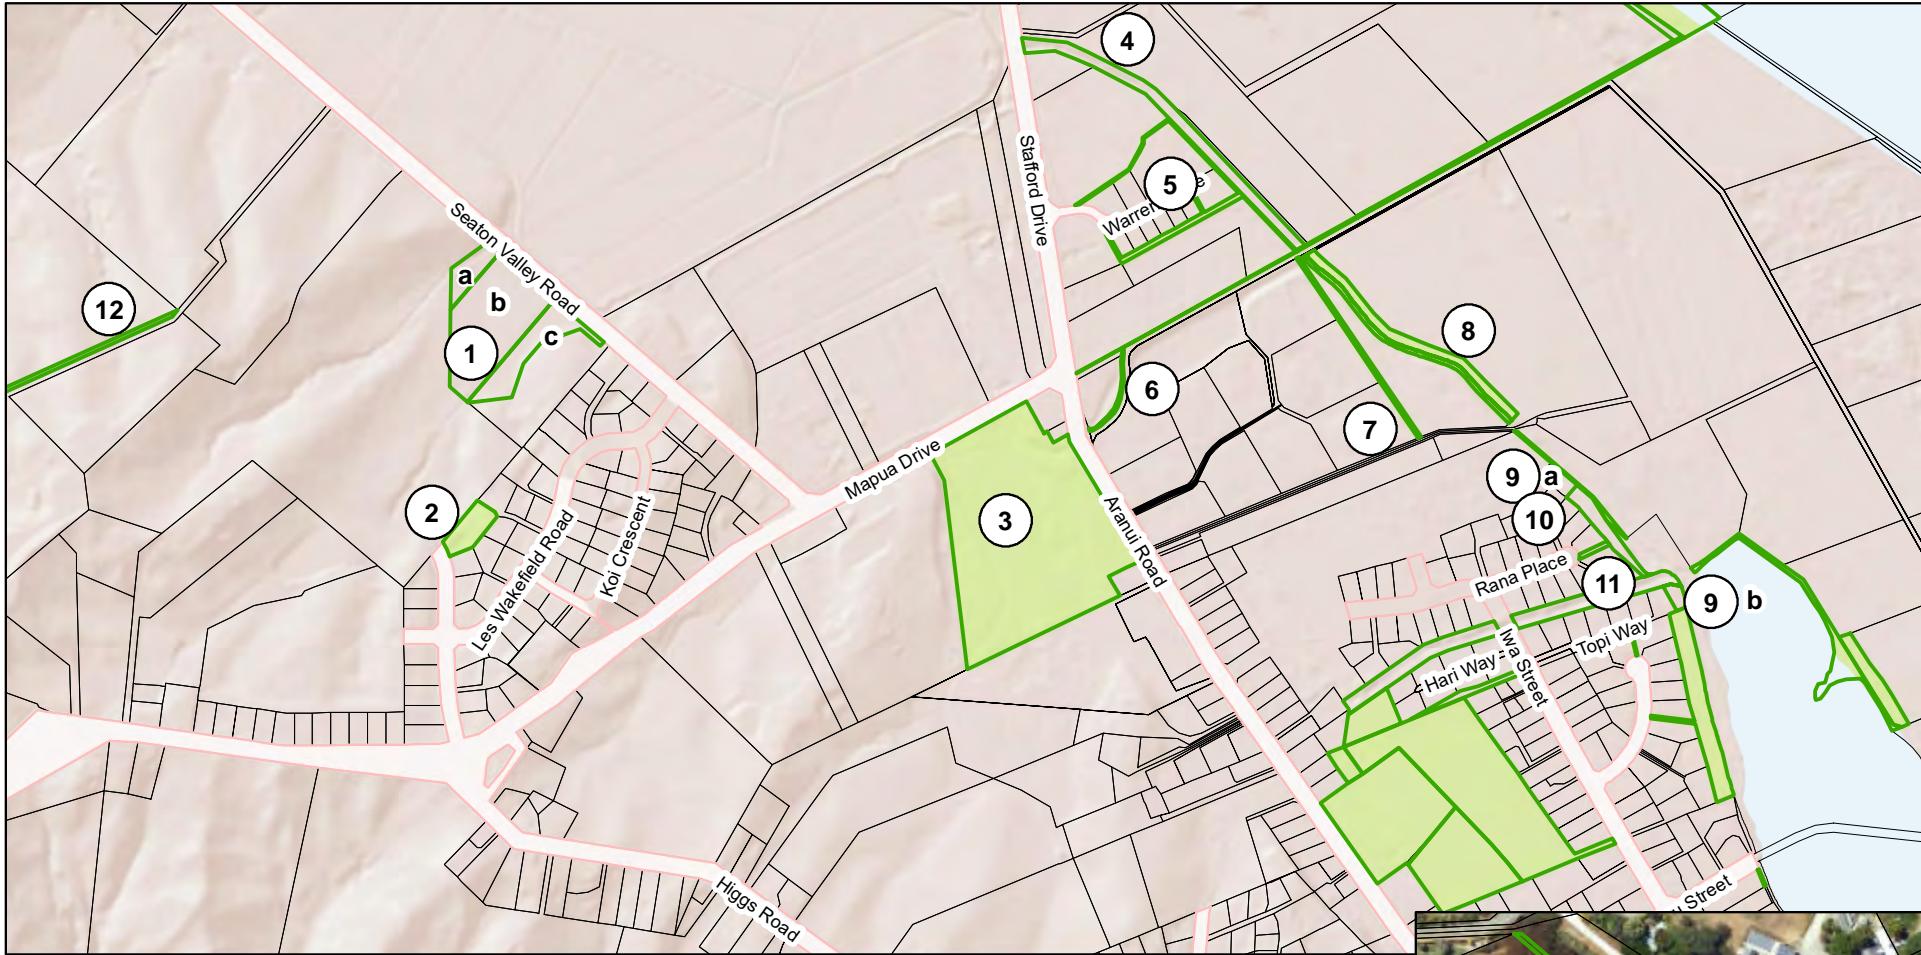 4
Stafford Drive
5
Warren
e
Seaton Valley Road
a
b
c
12
1
8
6
7
2
Mapua Drive
3
Aranui Road
9 a
10
Les Wakefield Road
Koi Crescent
Rana Place
11
9 b
Iwa Street
Topi Way
Hari Way
Higgs Road
Street